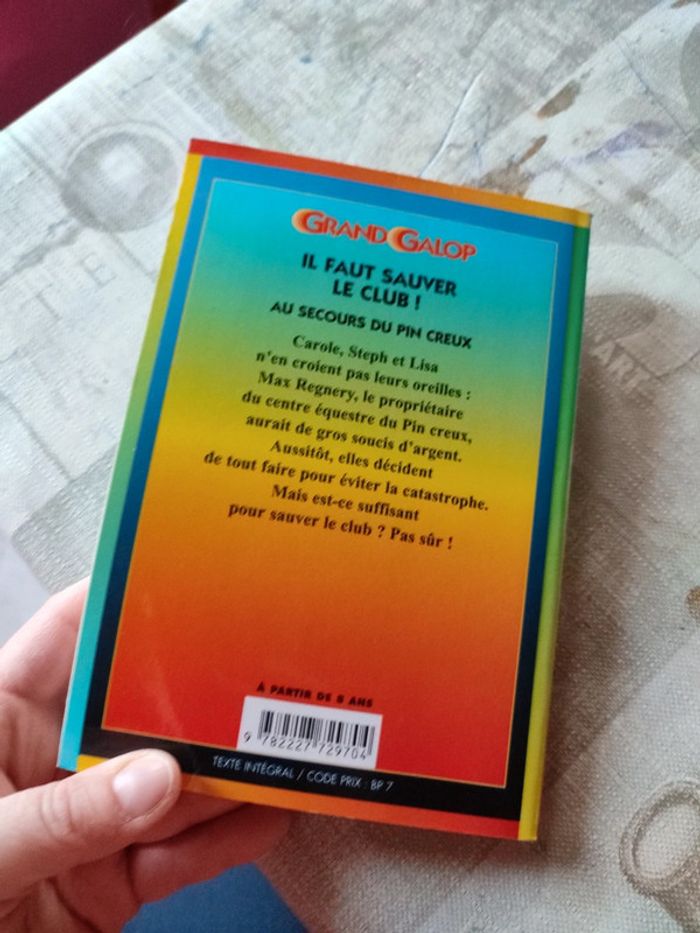 GRAND GALOP
IL FAUT SAUVER
LE CLUB !
AU SECOURS DU PIN CREUX
Carole, Steph et Lisa
n'en croient pas leurs oreilles :
Max Regnery, le propriétaire
du centre équestre du Pin creux,
aurait de gros soucis d'argent.
Aussitôt, elles décident
de tout faire pour éviter la catastrophe.
Mais est-ce suffisant
pour sauver le club ? Pas sûr !
À PARTIR DE 8 ANS
9 782227 729704
TEXTE INTÉGRAL / CODE PRIX : BP 7
ART